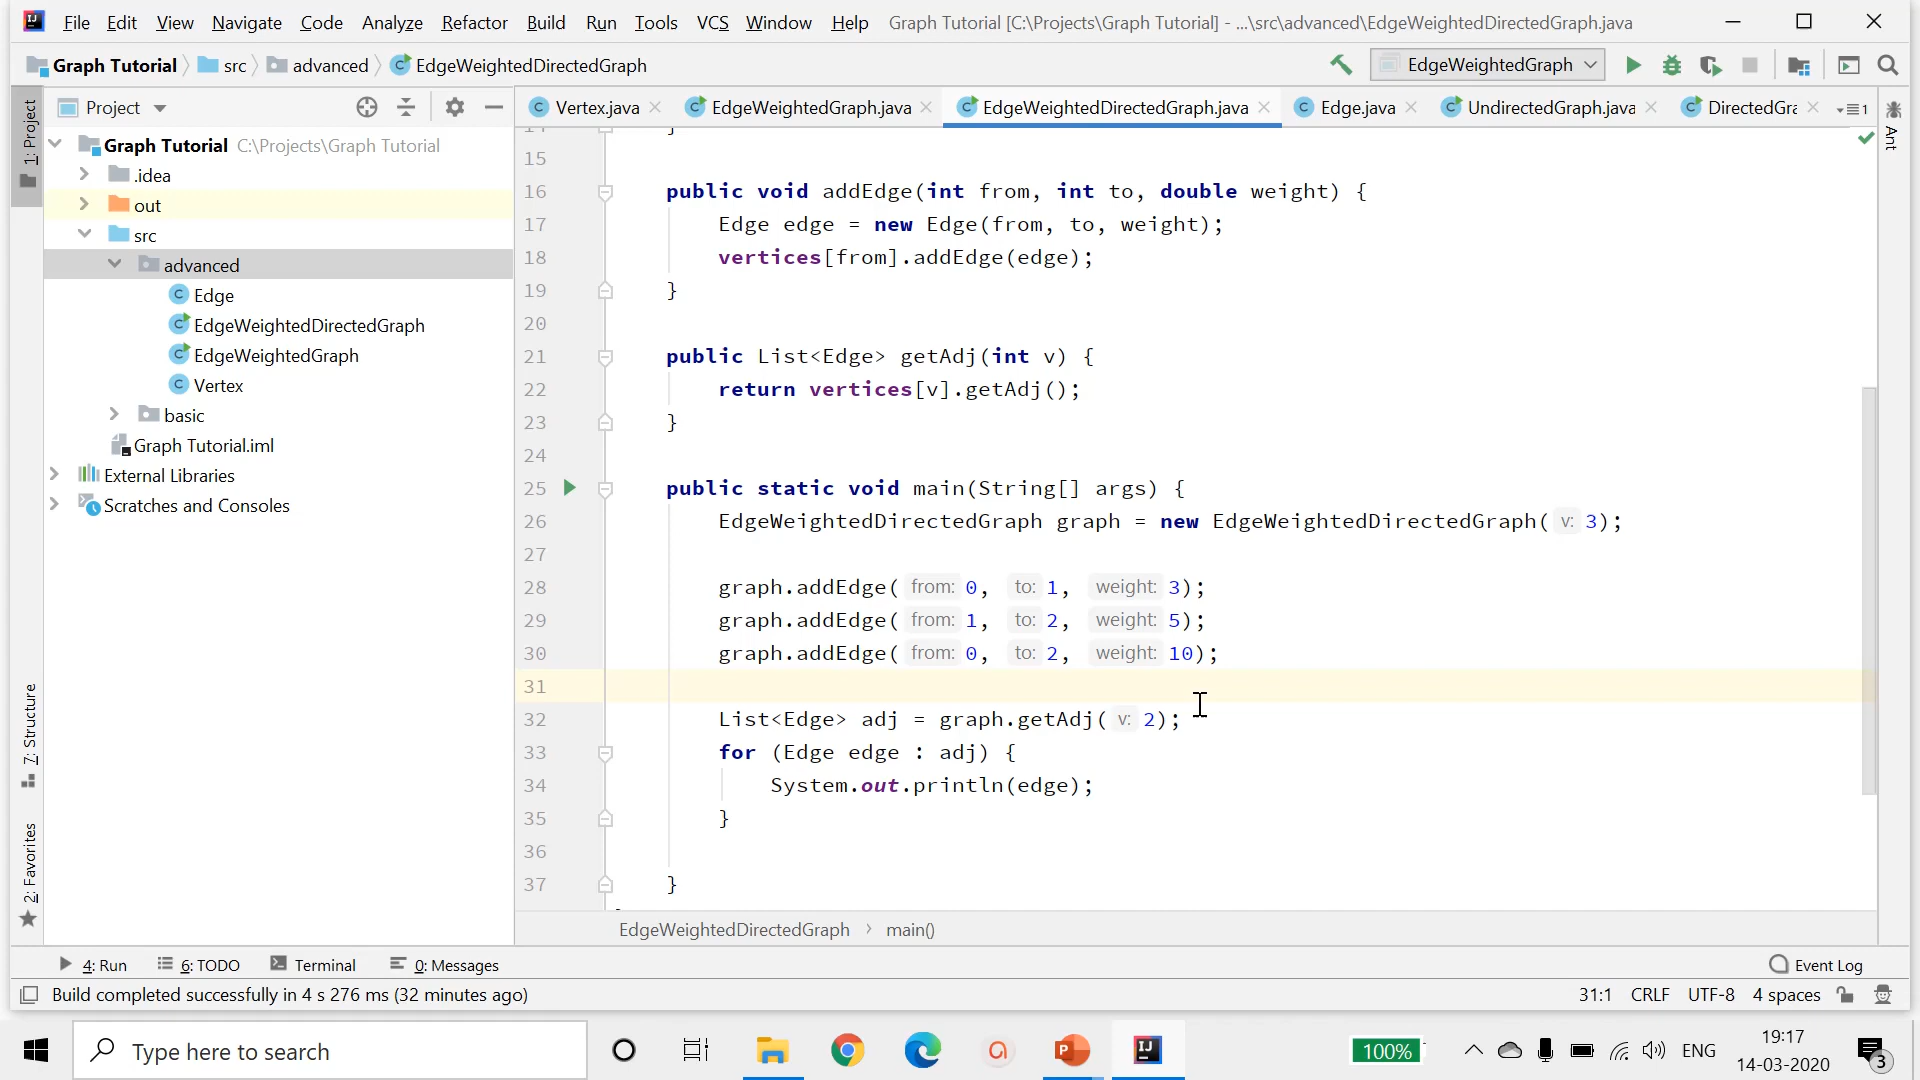 File Edit View Navigate Code Analyze Refactor Build Run Tools VCS Window Help Graph Tutorial [C:\Projects\Graph Tutorial] - ...\src\advanced\EdgeWeightedDirectedGraph.java
Graph Tutorial src advanced EdgeWeightedDirectedGraph EdgeWeightedGraph
Project
Vertex.java EdgeWeightedGraph.java EdgeWeightedDirectedGraph.java Edge.java UndirectedGraph.java DirectedGra 1
1: Project
7: Structure
2: Favorites
Ant
Graph Tutorial C:\Projects\Graph Tutorial
.idea
out
src
advanced
Edge
EdgeWeightedDirectedGraph
EdgeWeightedGraph
Vertex
basic
Graph Tutorial.iml
External Libraries
Scratches and Consoles
14 }
15
16 public void addEdge(int from, int to, double weight) {
17 Edge edge = new Edge(from, to, weight);
18 vertices[from].addEdge(edge);
19 }
20
21 public List<Edge> getAdj(int v) {
22 return vertices[v].getAdj();
23 }
24
25 public static void main(String[] args) {
26 EdgeWeightedDirectedGraph graph = new EdgeWeightedDirectedGraph( v: 3);
27
28 graph.addEdge( from: 0, to: 1, weight: 3);
29 graph.addEdge( from: 1, to: 2, weight: 5);
30 graph.addEdge( from: 0, to: 2, weight: 10);
31
32 List<Edge> adj = graph.getAdj( v: 2);
33 for (Edge edge : adj) {
34 System.out.println(edge);
35 }
36
37 }
EdgeWeightedDirectedGraph main()
4: Run 6: TODO Terminal 0: Messages Event Log
Build completed successfully in 4 s 276 ms (32 minutes ago) 31:1 CRLF UTF-8 4 spaces
Type here to search 100% ENG 19:17
14-03-2020 3